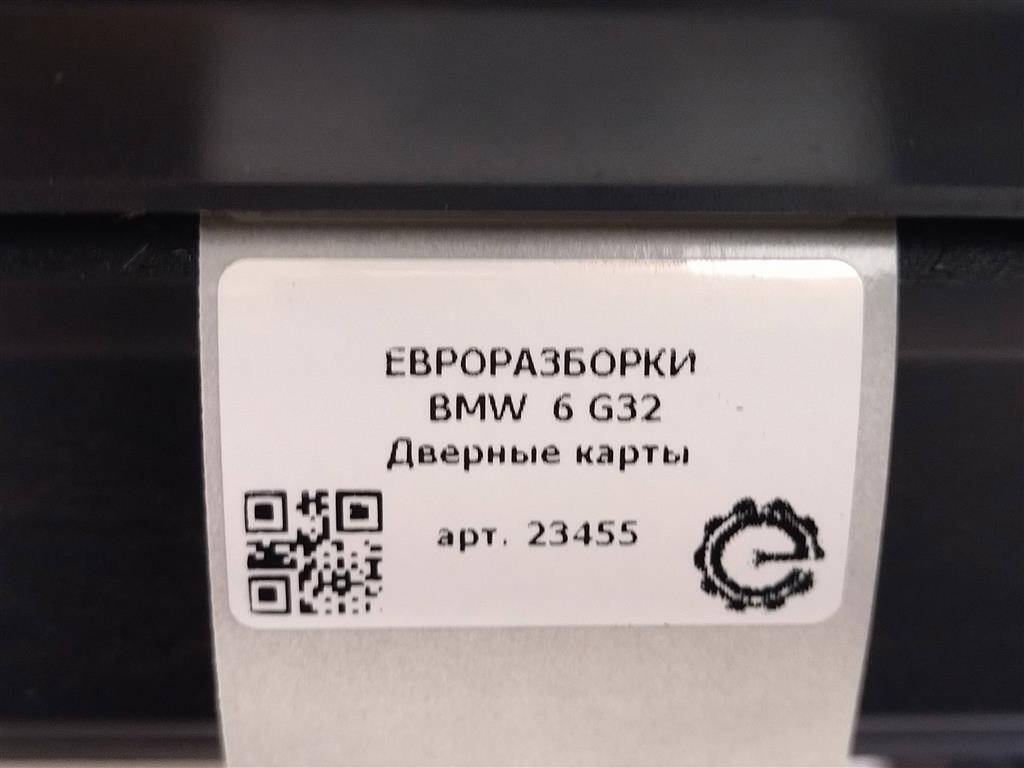 ЕВРОРАЗБОРКИ
BMW 6 G32
Дверные карты
арт. 23455